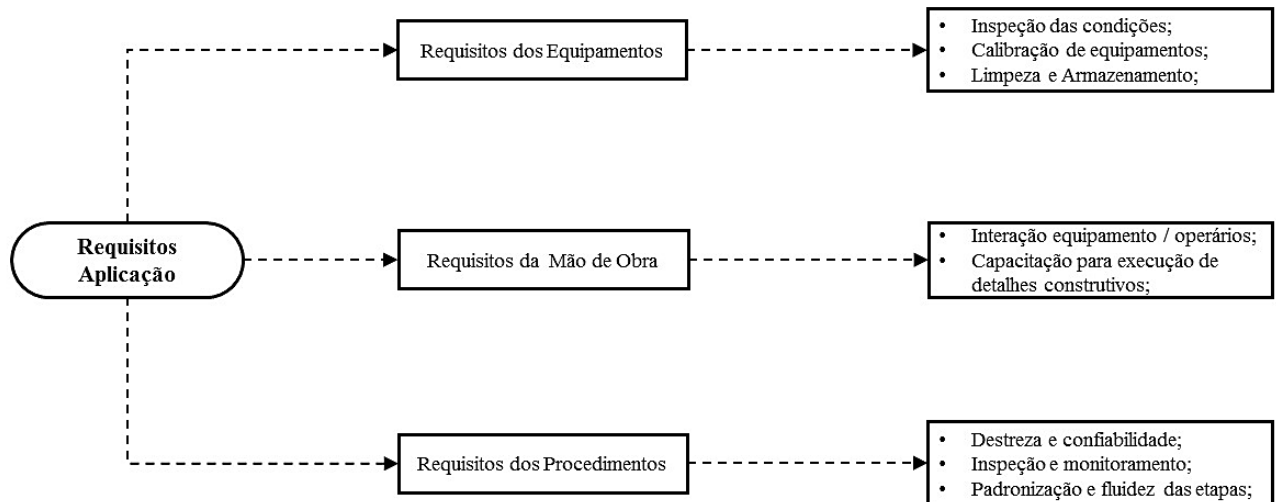 Requisitos dos Equipamentos
• Inspeção das condições;
• Calibração de equipamentos;
• Limpeza e Armazenamento;
Requisitos
Aplicação
Requisitos da Mão de Obra
• Interação equipamento / operários;
• Capacitação para execução de
detalhes construtivos;
Requisitos dos Procedimentos
• Destreza e confiabilidade;
• Inspeção e monitoramento;
• Padronização e fluidez das etapas;